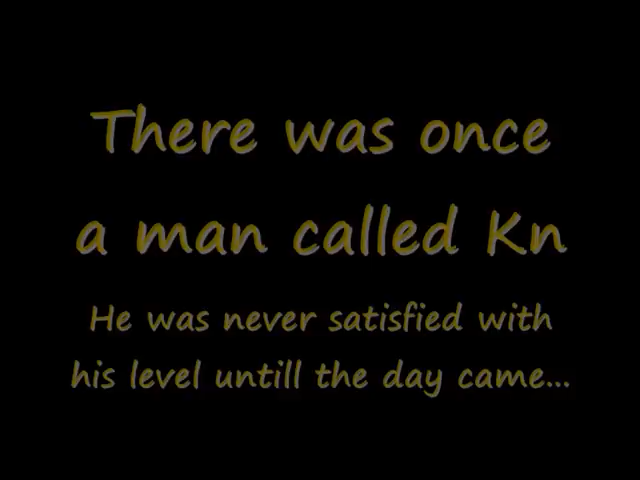 There was once
a man called Kn
He was never satisfied with
his level untill the day came...